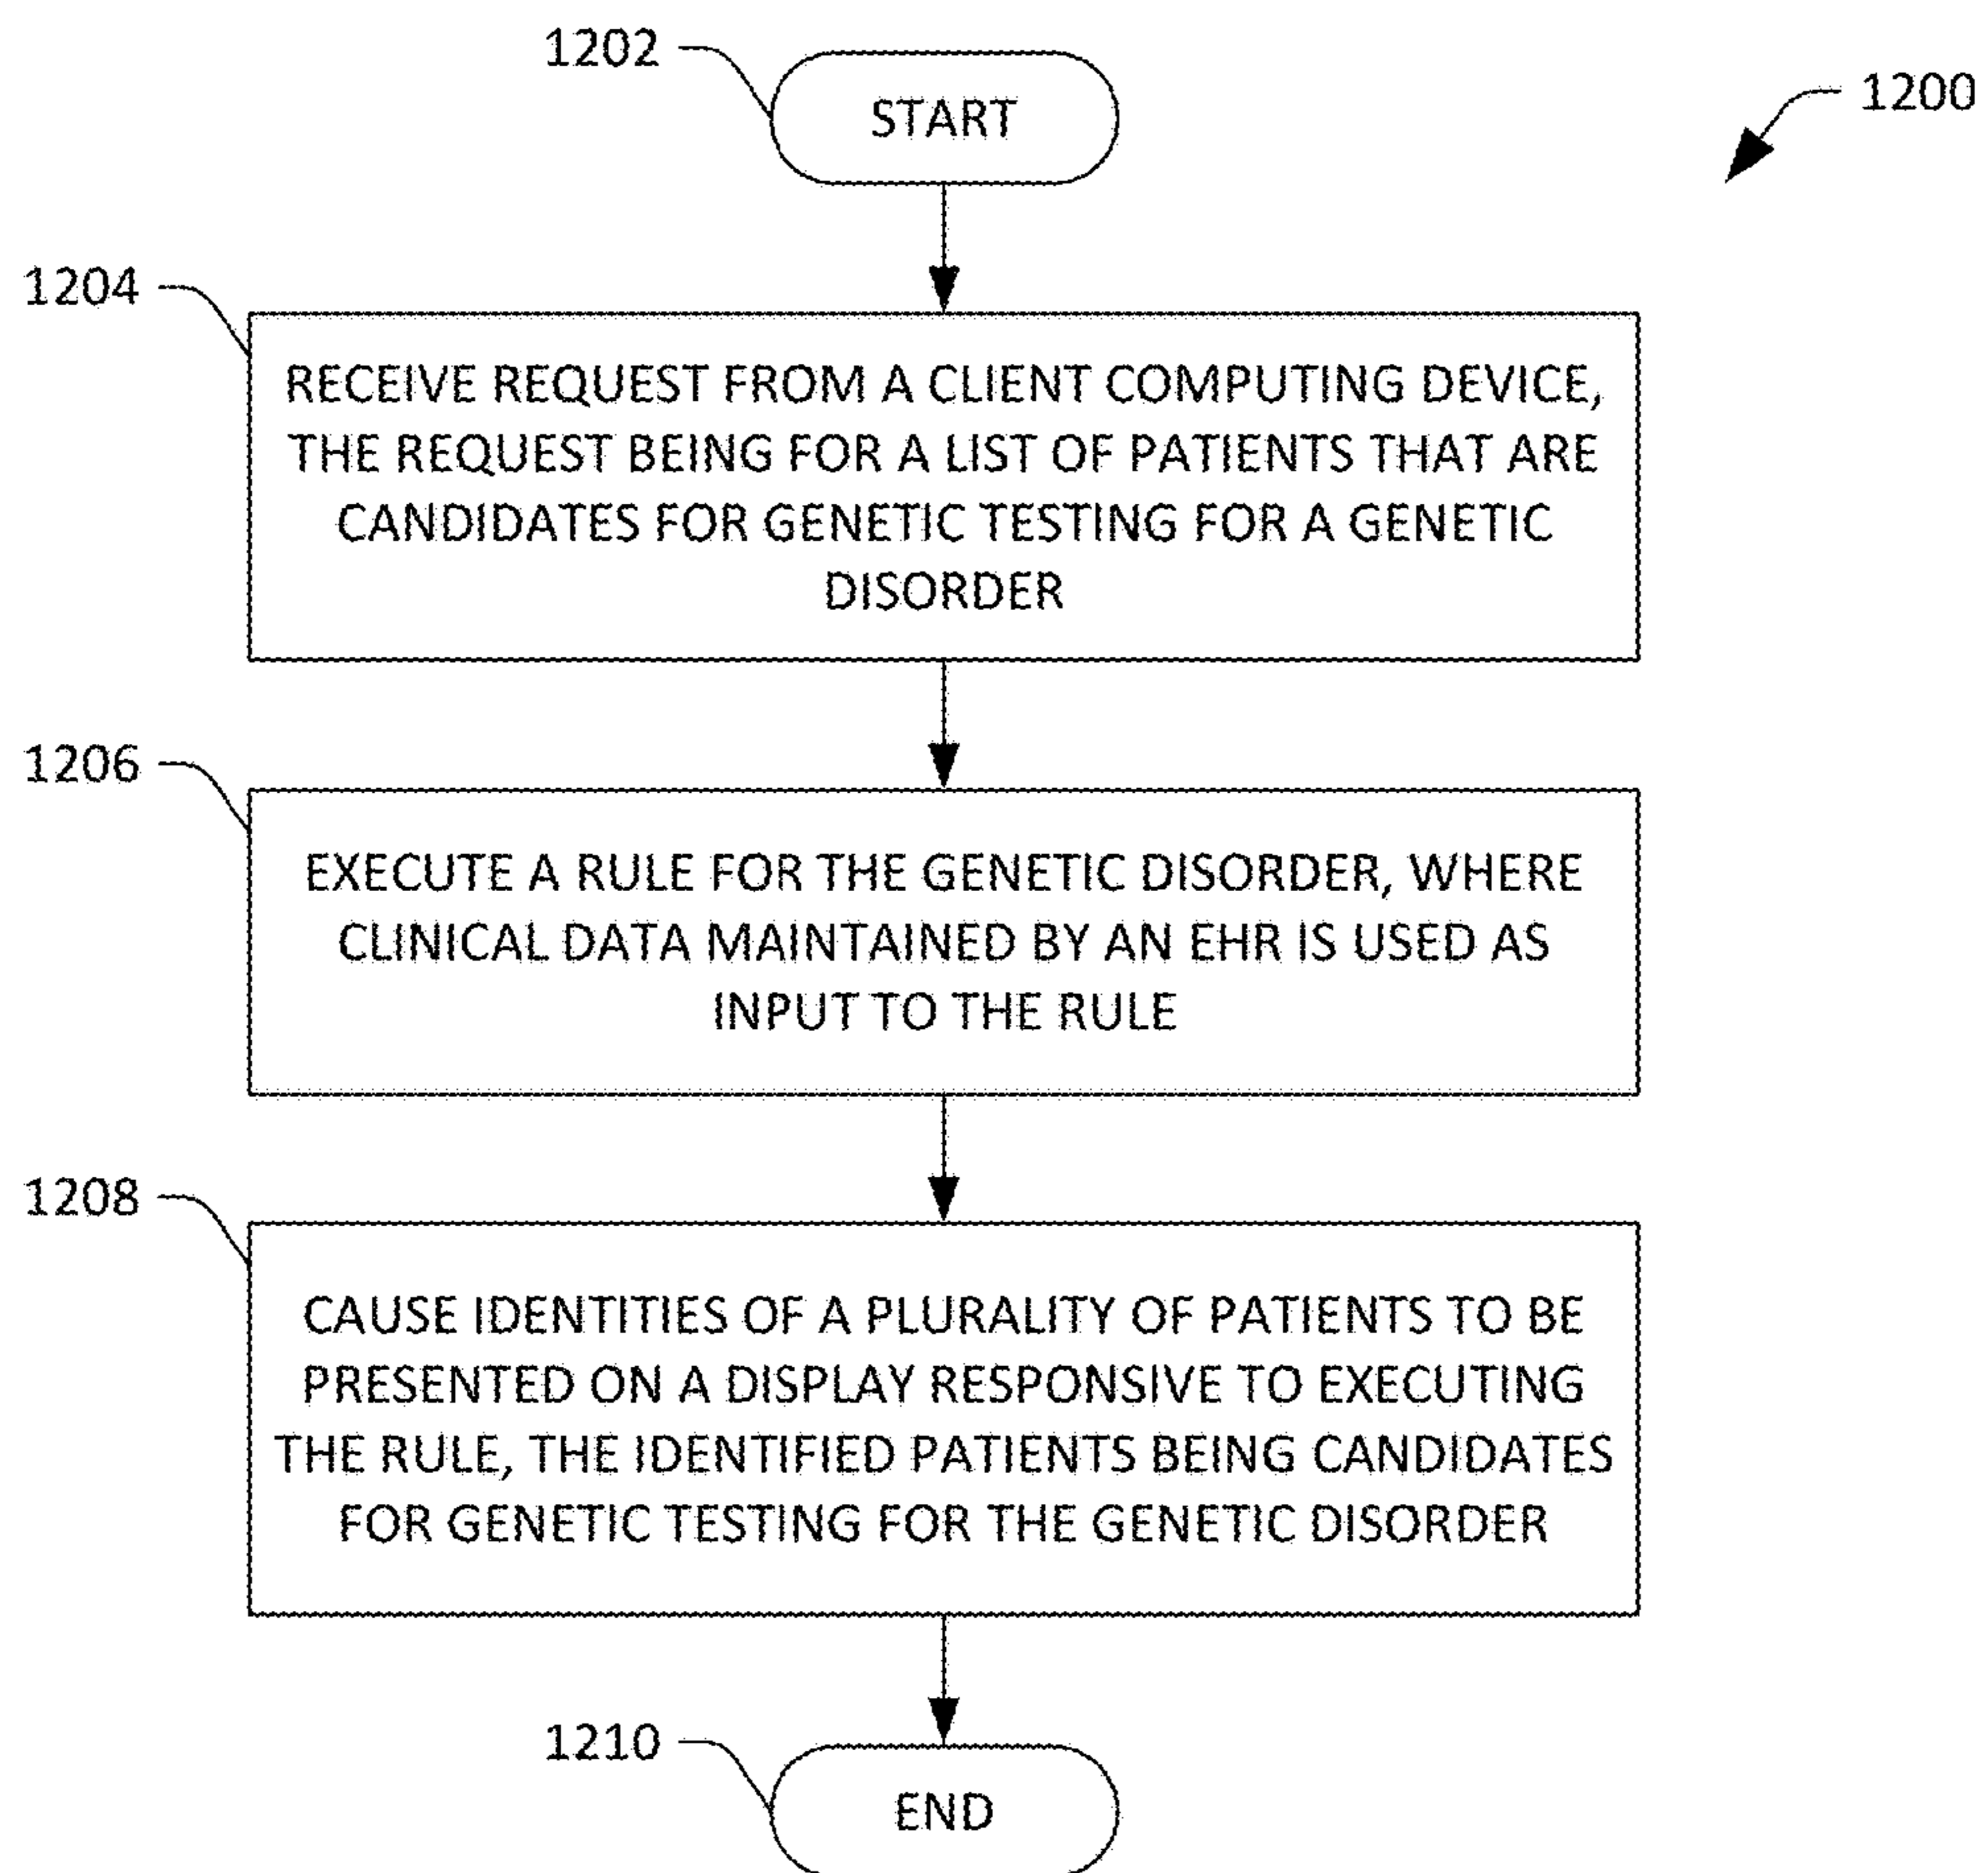 1202
START
1200
1204
RECEIVE REQUEST FROM A CLIENT COMPUTING DEVICE,
THE REQUEST BEING FOR A LIST OF PATIENTS THAT ARE
CANDIDATES FOR GENETIC TESTING FOR A GENETIC
DISORDER
1206
EXECUTE A RULE FOR THE GENETIC DISORDER, WHERE
CLINICAL DATA MAINTAINED BY AN EHR IS USED AS
INPUT TO THE RULE
1208
CAUSE IDENTITIES OF A PLURALITY OF PATIENTS TO BE
PRESENTED ON A DISPLAY RESPONSIVE TO EXECUTING
THE RULE, THE IDENTIFIED PATIENTS BEING CANDIDATES
FOR GENETIC TESTING FOR THE GENETIC DISORDER
1210
END